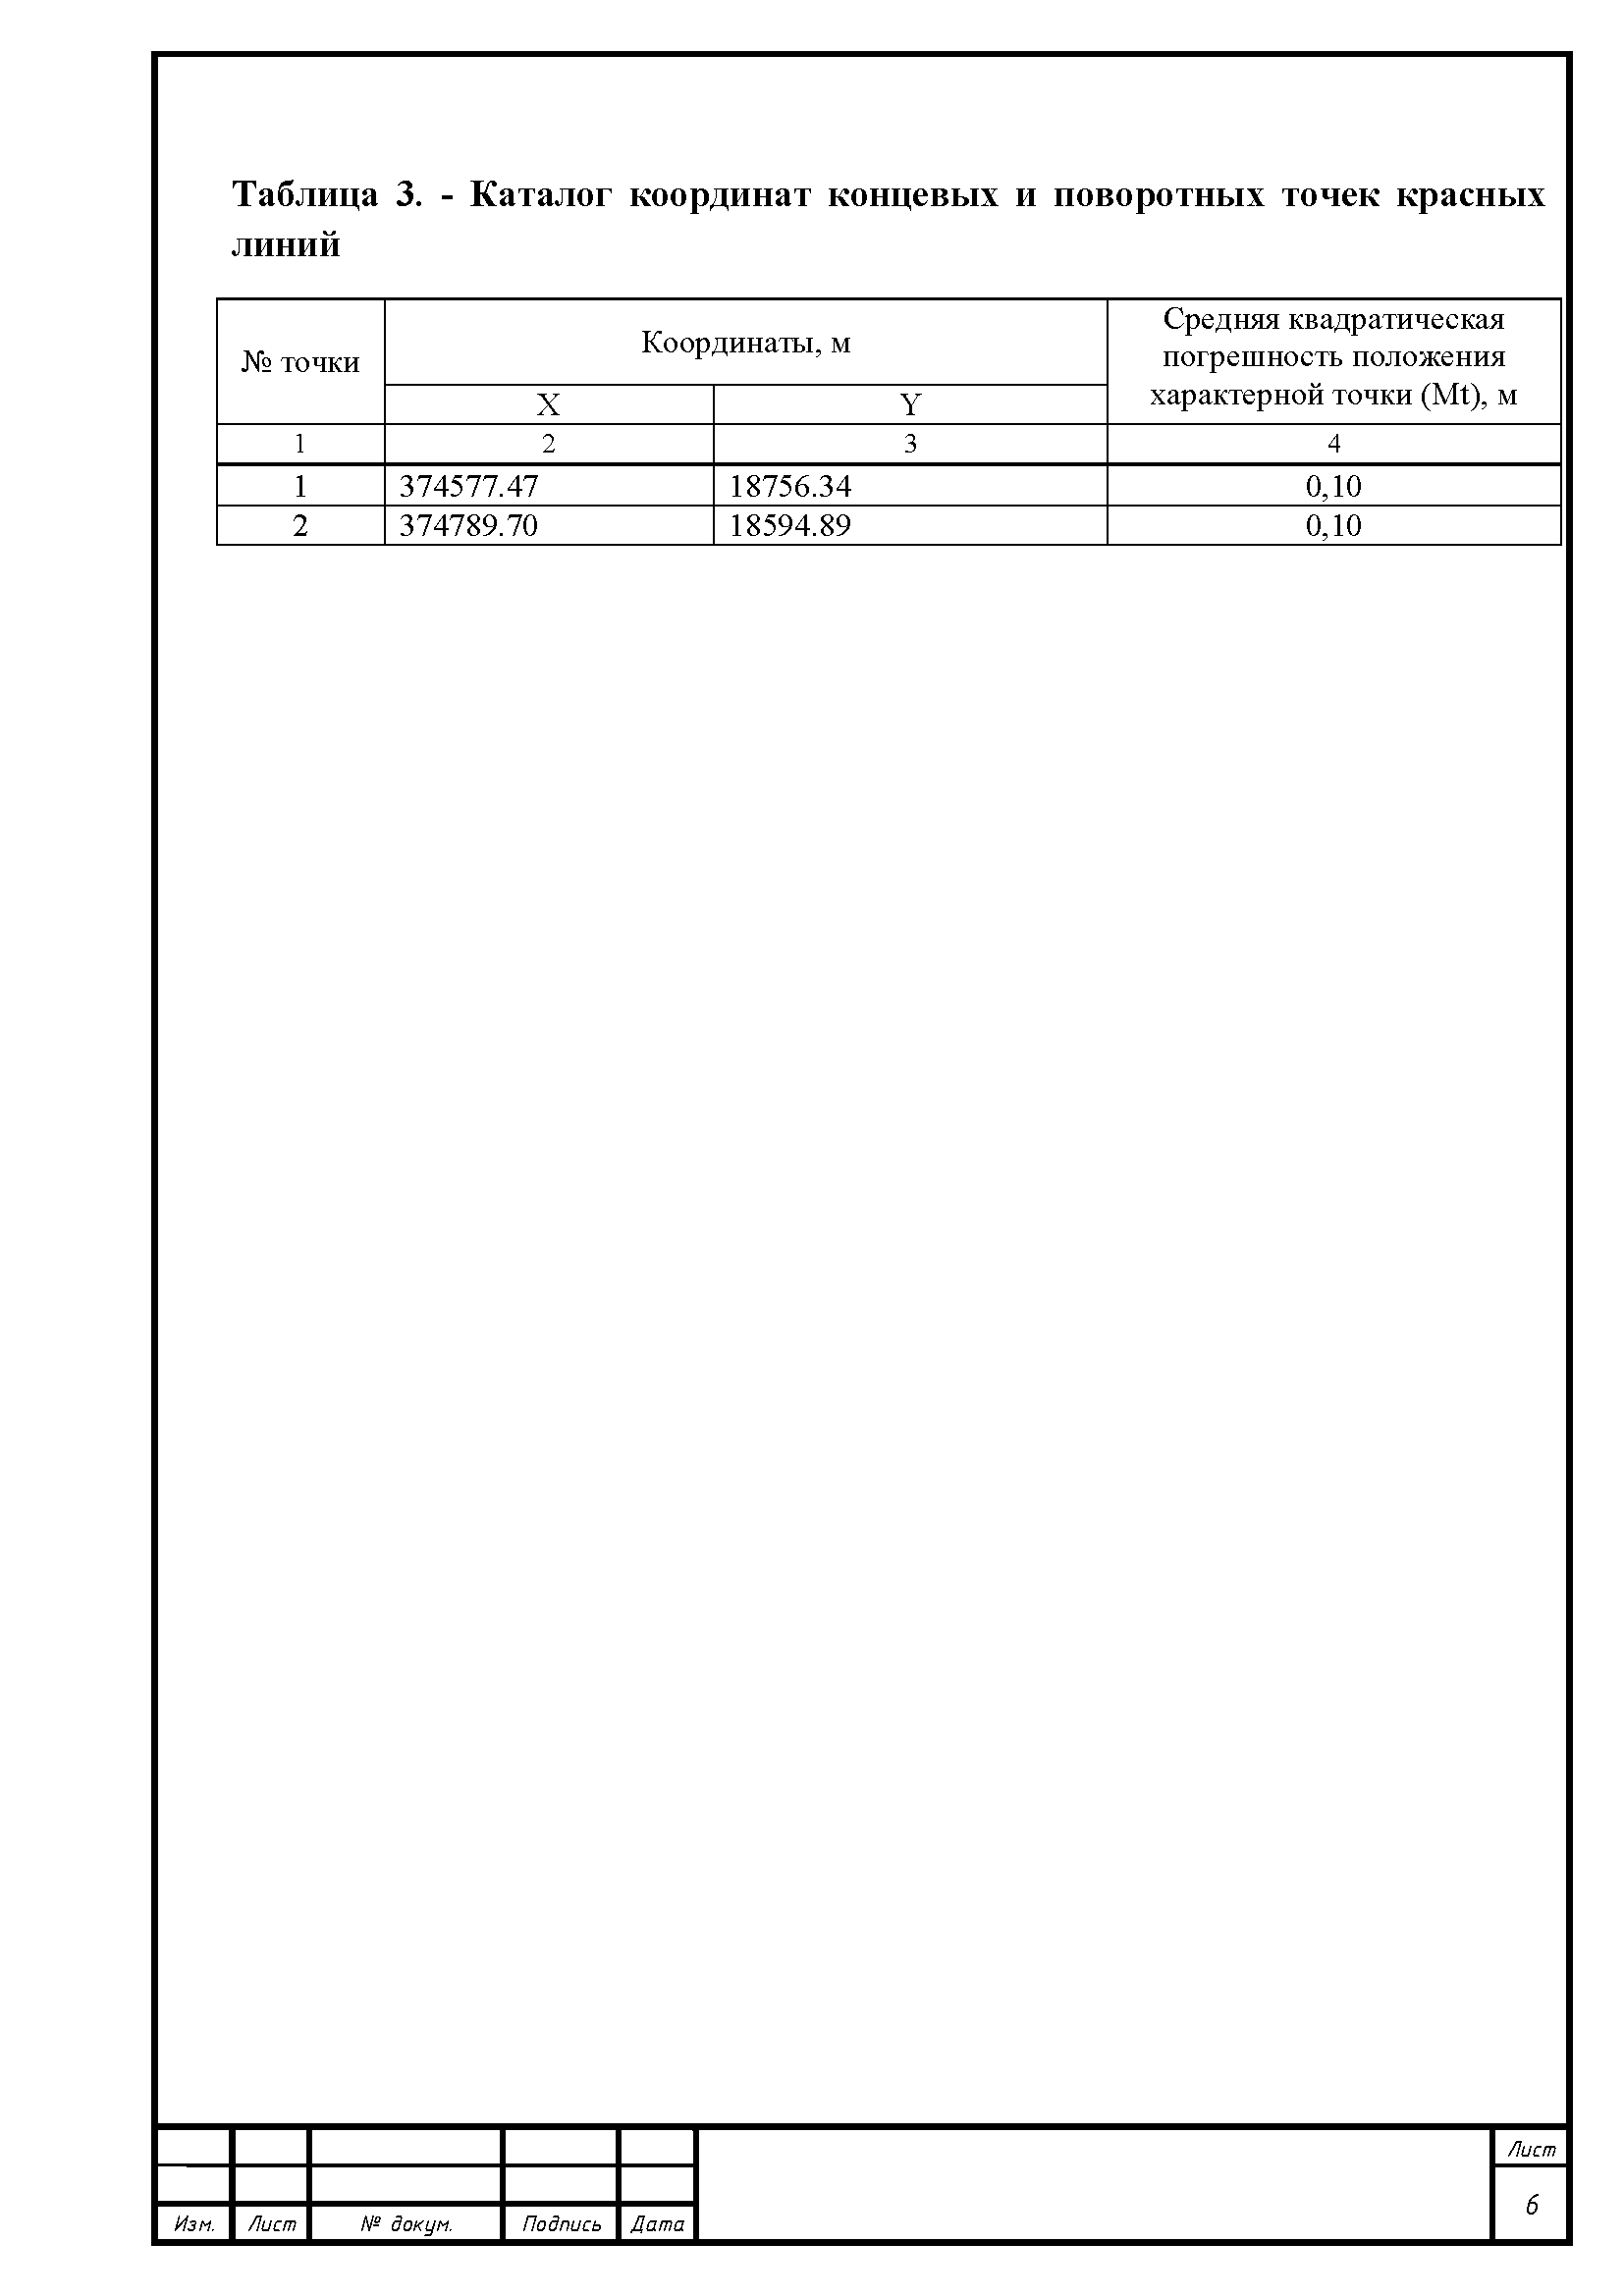 Таблица 3. - Каталог координат концевых и поворотных точек красных
линий
№ точки
Координаты, м
Средняя квадратическая
погрешность положения
характерной точки (Mt), м
X
Y
1
2
3
4
1
374577.47
18756.34
0,10
2
374789.70
18594.89
0,10
Лист
6
Изм.
Лист
№ докум.
Подпись
Дата